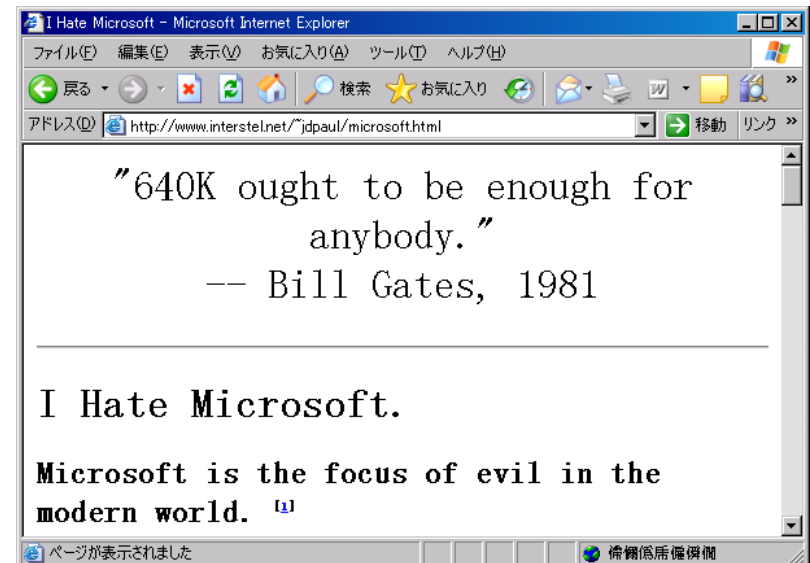 I Hate Microsoft - Microsoft Internet Explorer
ファイル(F) 編集(E) 表示(V) お気に入り(A) ツール(T) ヘルプ(H)
戻る 検索 お気に入り W »
アドレス(D) http://www.interstel.net/~jdpaul/microsoft.html 移動 リンク »
"640K ought to be enough for
anybody."
-- Bill Gates, 1981
I Hate Microsoft.
Microsoft is the focus of evil in the
modern world. [1]
ページが表示されました